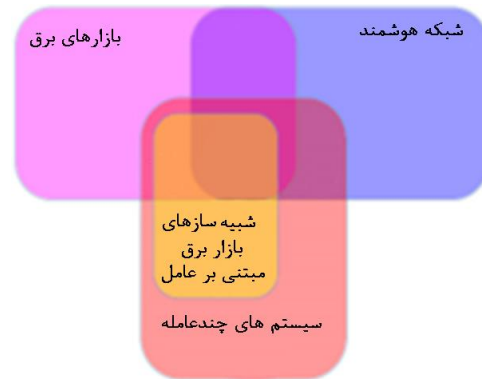 بازارهای برق
شبکه هوشمند
شبیه سازهای
بازار برق
مبتنی بر عامل
سیستم های چندعامله